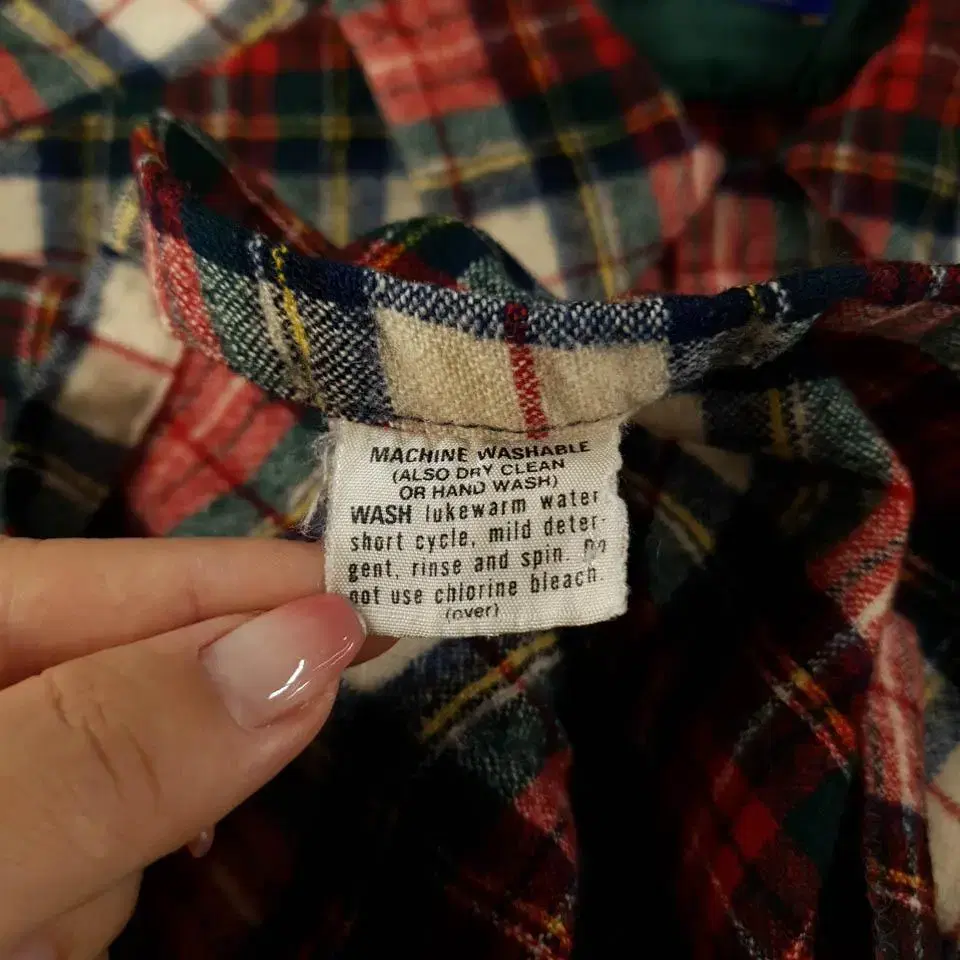 MACHINE WASHABLE
(ALSO DRY CLEAN
OR HAND WASH)
WASH lukewarm water
short cycle, mild deter-
gent, rinse and spin. Do
not use chlorine bleach.
(over)